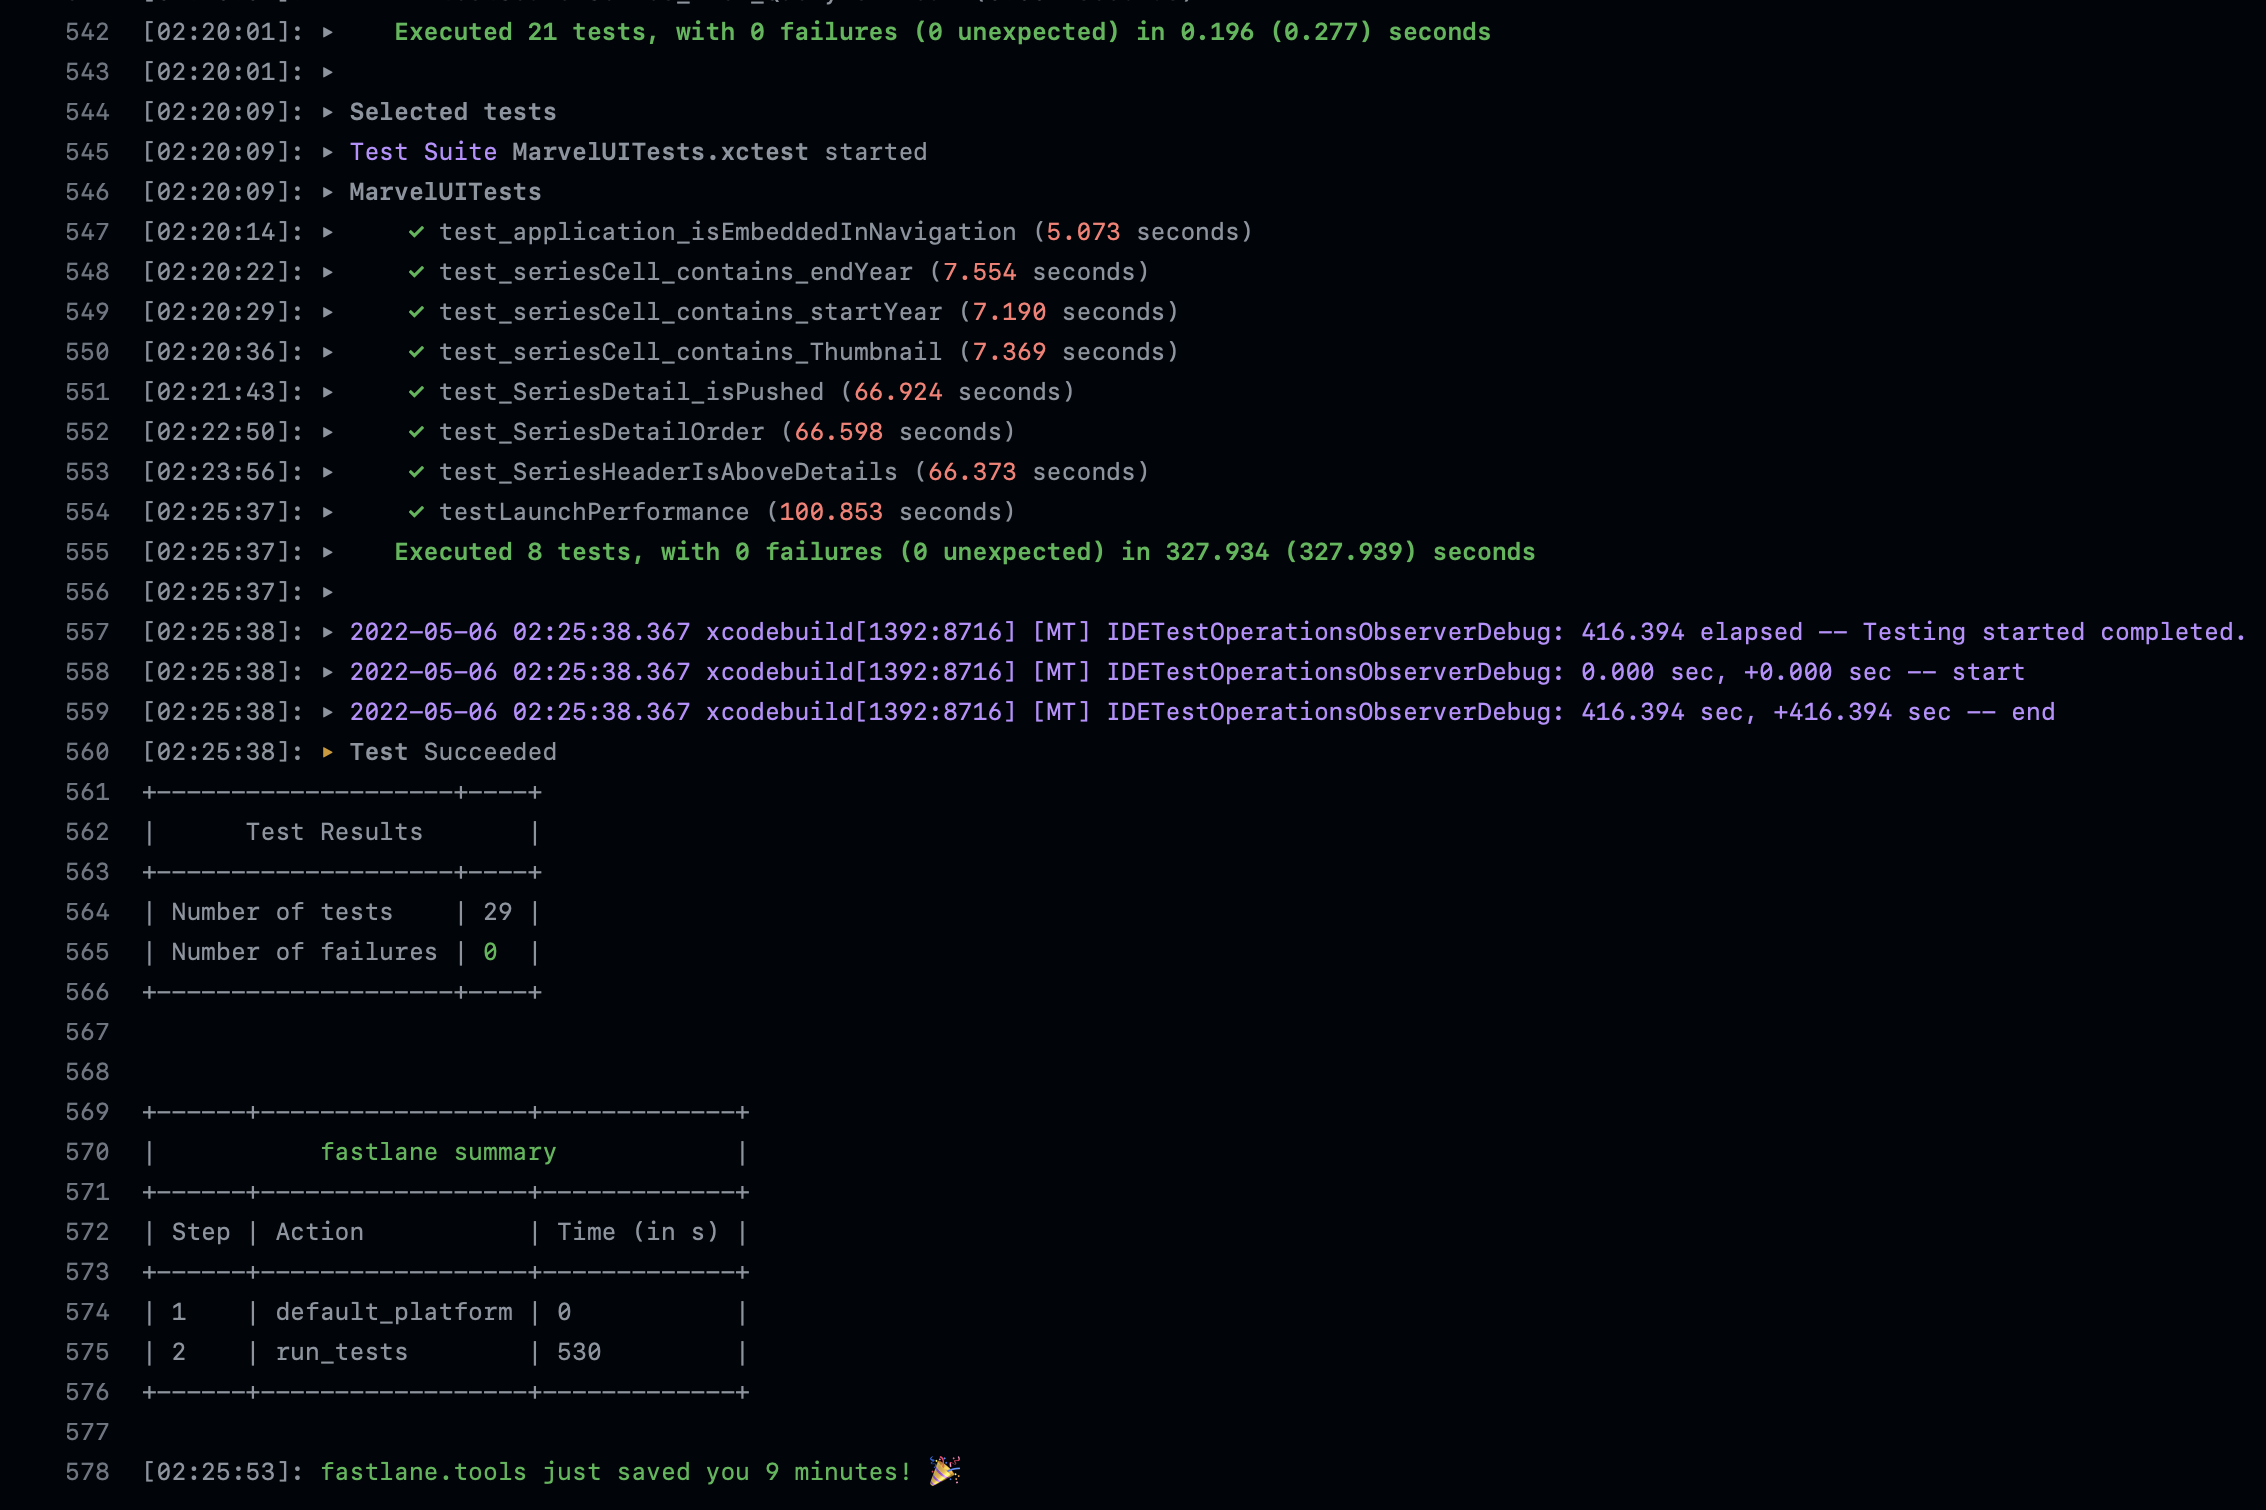 542 [02:20:01]: ▸    Executed 21 tests, with 0 failures (0 unexpected) in 0.196 (0.277) seconds
543 [02:20:01]: ▸
544 [02:20:09]: ▸ Selected tests
545 [02:20:09]: ▸ Test Suite MarvelUITests.xctest started
546 [02:20:09]: ▸ MarvelUITests
547 [02:20:14]: ▸     ✓ test_application_isEmbeddedInNavigation (5.073 seconds)
548 [02:20:22]: ▸     ✓ test_seriesCell_contains_endYear (7.554 seconds)
549 [02:20:29]: ▸     ✓ test_seriesCell_contains_startYear (7.190 seconds)
550 [02:20:36]: ▸     ✓ test_seriesCell_contains_Thumbnail (7.369 seconds)
551 [02:21:43]: ▸     ✓ test_SeriesDetail_isPushed (66.924 seconds)
552 [02:22:50]: ▸     ✓ test_SeriesDetailOrder (66.598 seconds)
553 [02:23:56]: ▸     ✓ test_SeriesHeaderIsAboveDetails (66.373 seconds)
554 [02:25:37]: ▸     ✓ testLaunchPerformance (100.853 seconds)
555 [02:25:37]: ▸    Executed 8 tests, with 0 failures (0 unexpected) in 327.934 (327.939) seconds
556 [02:25:37]: ▸
557 [02:25:38]: ▸ 2022-05-06 02:25:38.367 xcodebuild[1392:8716] [MT] IDETestOperationsObserverDebug: 416.394 elapsed -- Testing started completed.
558 [02:25:38]: ▸ 2022-05-06 02:25:38.367 xcodebuild[1392:8716] [MT] IDETestOperationsObserverDebug: 0.000 sec, +0.000 sec -- start
559 [02:25:38]: ▸ 2022-05-06 02:25:38.367 xcodebuild[1392:8716] [MT] IDETestOperationsObserverDebug: 416.394 sec, +416.394 sec -- end
560 [02:25:38]: ▸ Test Succeeded
561 +--------------------+----+
562 |      Test Results       |
563 +--------------------+----+
564 | Number of tests    | 29 |
565 | Number of failures | 0  |
566 +--------------------+----+
567
568
569 +------+------------------+-------------+
570 |           fastlane summary            |
571 +------+------------------+-------------+
572 | Step | Action           | Time (in s) |
573 +------+------------------+-------------+
574 | 1    | default_platform | 0           |
575 | 2    | run_tests        | 530         |
576 +------+------------------+-------------+
577
578 [02:25:53]: fastlane.tools just saved you 9 minutes! 🎉